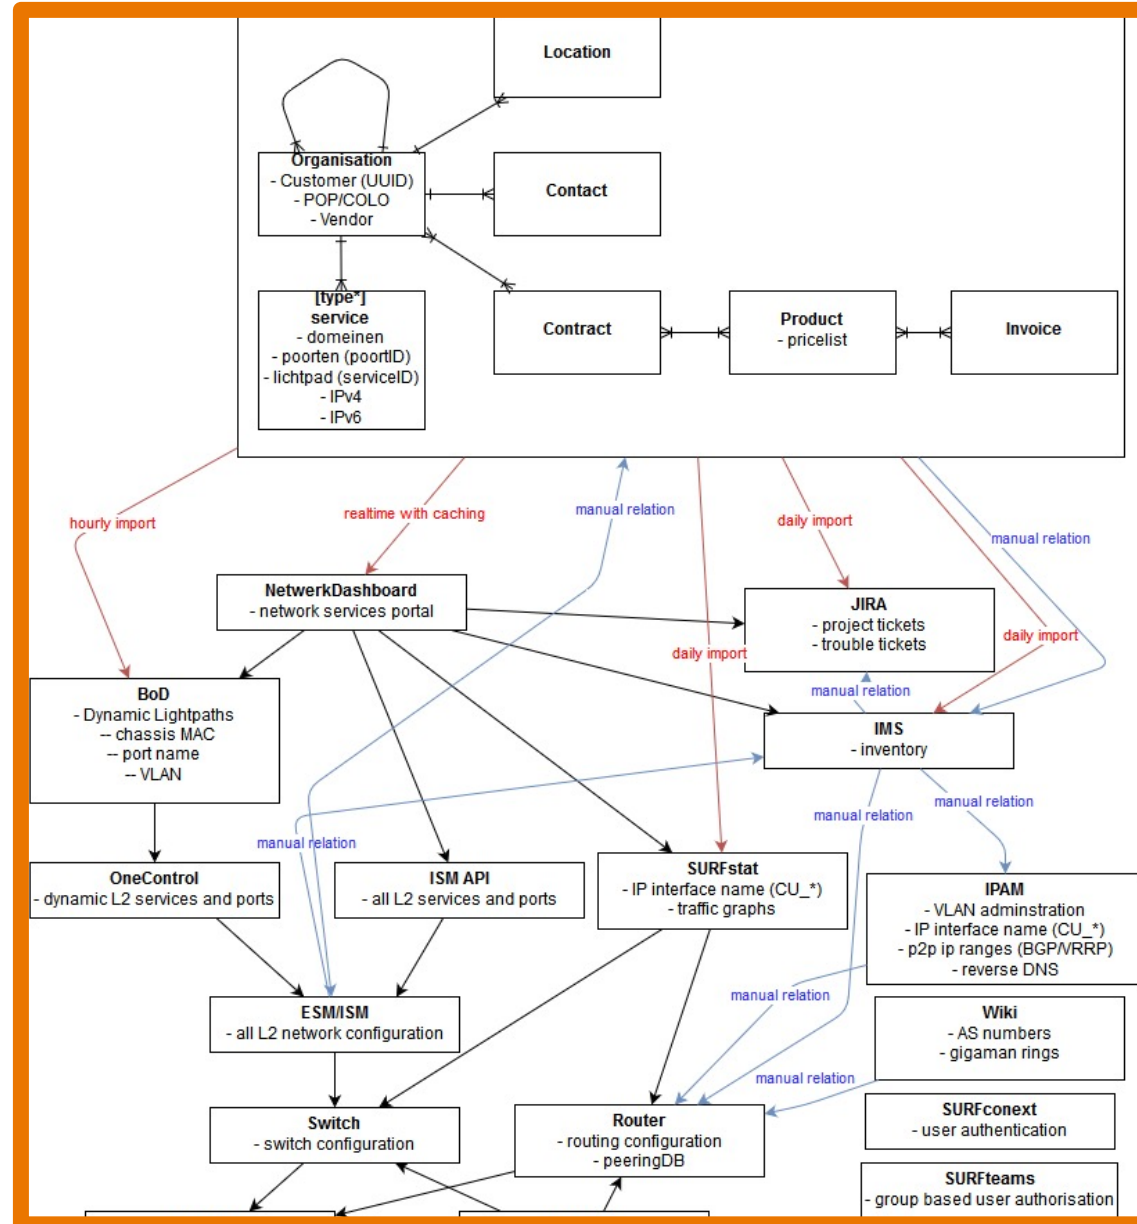 Location
Organisation
- Customer (UUID)
- POP/COLO
- Vendor
Contact
[type*]
service
- domeinen
- poorten (poortID)
- lichtpad (serviceID)
- IPv4
- IPv6
Contract
Product
- pricelist
Invoice
hourly import
realtime with caching
manual relation
daily import
manual relation
NetwerkDashboard
- network services portal
JIRA
- project tickets
- trouble tickets
daily import
daily import
manual relation
BoD
- Dynamic Lightpaths
-- chassis MAC
-- port name
-- VLAN
IMS
- inventory
manual relation
manual relation
manual relation
OneControl
- dynamic L2 services and ports
ISM API
- all L2 services and ports
SURFstat
- IP interface name (CU_*)
- traffic graphs
IPAM
- VLAN adminstration
- IP interface name (CU_*)
- p2p ip ranges (BGP/VRRP)
- reverse DNS
manual relation
ESM/ISM
- all L2 network configuration
Wiki
- AS numbers
- gigaman rings
manual relation
Switch
- switch configuration
Router
- routing configuration
- peeringDB
SURFconext
- user authentication
SURFteams
- group based user authorisation